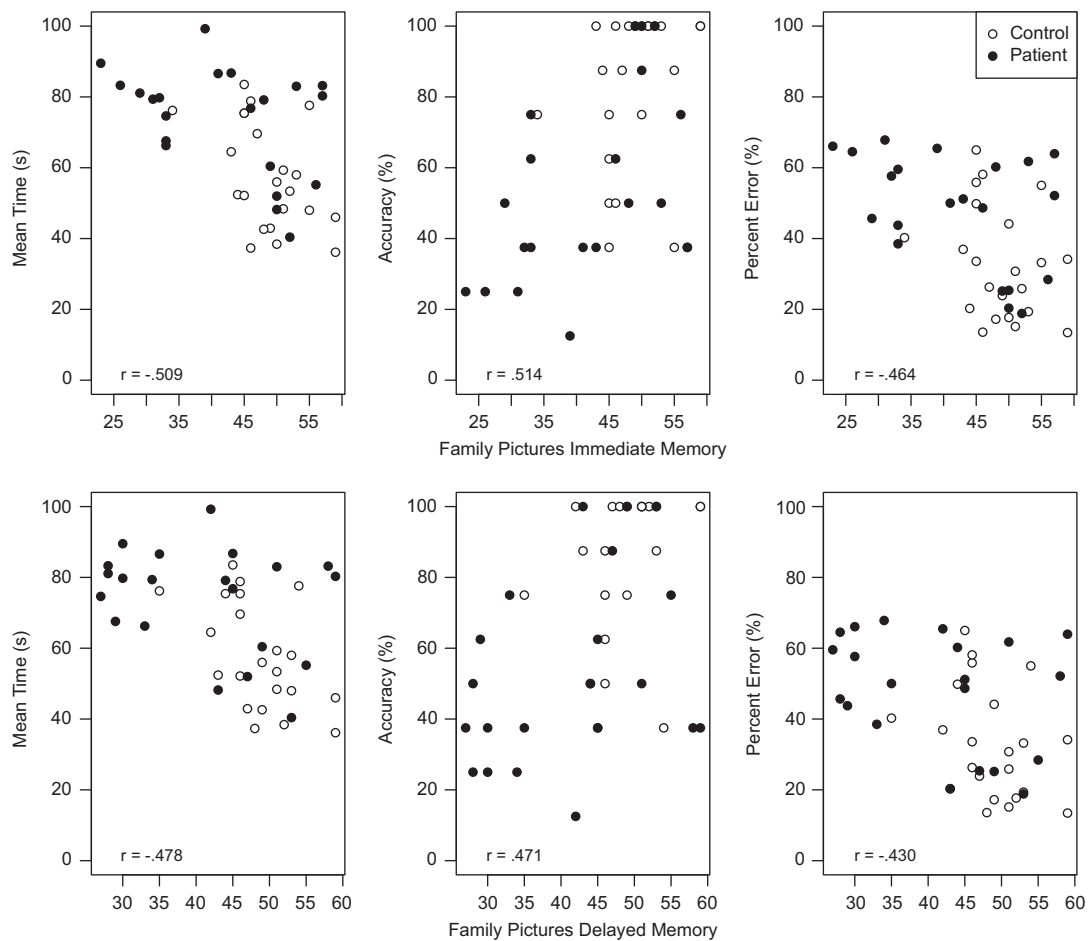 100
80
60
40
20
0
Mean Time (s)
r = -.509
25 35 45 55
100
80
60
40
20
0
Accuracy (%)
r = .514
25 35 45 55
100
80
60
40
20
0
Percent Error (%)
Control
Patient
r = -.464
25 35 45 55
Family Pictures Immediate Memory
100
80
60
40
20
0
Mean Time (s)
r = -.478
30 35 40 45 50 55 60
100
80
60
40
20
0
Accuracy (%)
r = .471
30 35 40 45 50 55 60
100
80
60
40
20
0
Percent Error (%)
r = -.430
30 35 40 45 50 55 60
Family Pictures Delayed Memory